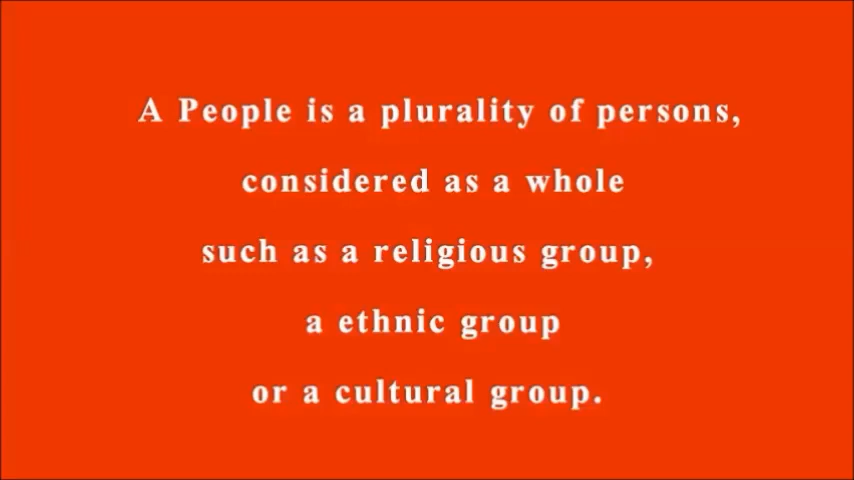 A People is a plurality of persons,
considered as a whole
such as a religious group,
a ethnic group
or a cultural group.